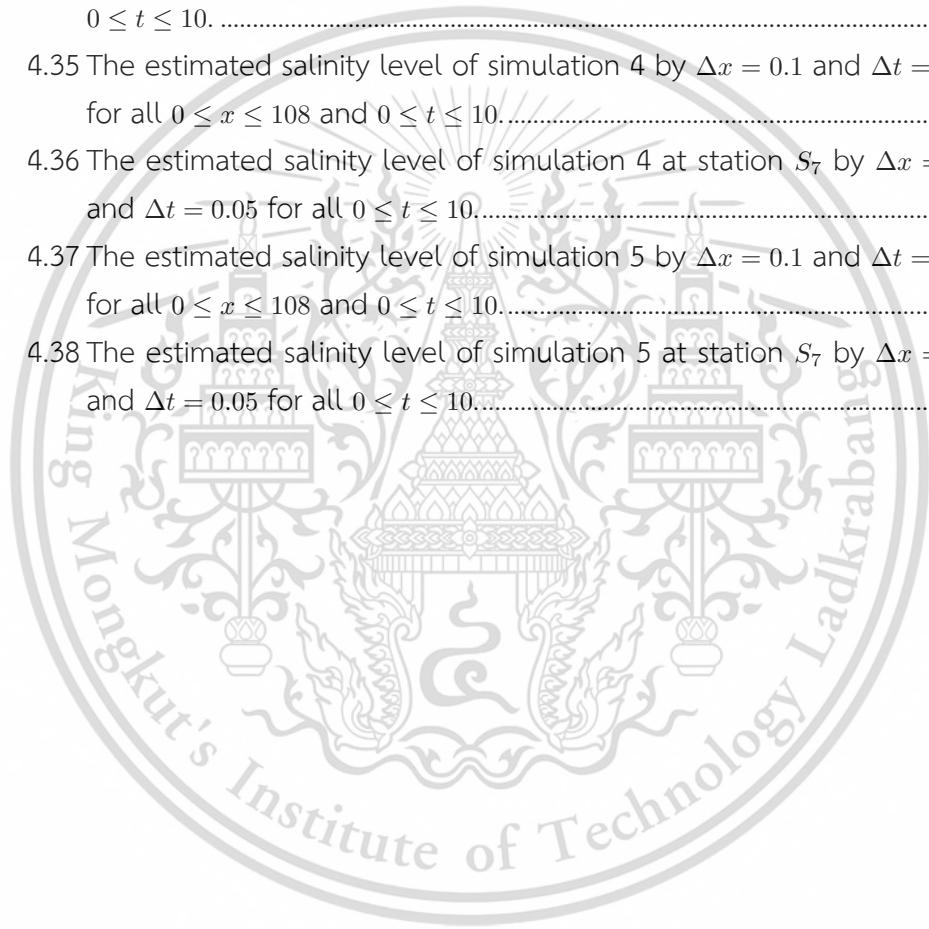 0 ≤ t ≤ 10. ........................................................................................................
4.35 The estimated salinity level of simulation 4 by Δx = 0.1 and Δt =
for all 0 ≤ x ≤ 108 and 0 ≤ t ≤ 10. ..............................................................
4.36 The estimated salinity level of simulation 4 at station S₇ by Δx =
and Δt = 0.05 for all 0 ≤ t ≤ 10. ..................................................................
4.37 The estimated salinity level of simulation 5 by Δx = 0.1 and Δt =
for all 0 ≤ x ≤ 108 and 0 ≤ t ≤ 10. ..............................................................
4.38 The estimated salinity level of simulation 5 at station S₇ by Δx =
and Δt = 0.05 for all 0 ≤ t ≤ 10. ..................................................................
King Mongkut's Institute of Technology Ladkrabang